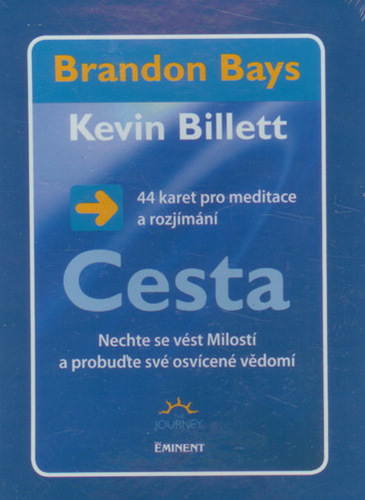 Brandon Bays
Kevin Billett
44 karet pro meditace
a rozjímání
Cesta
Nechte se vést Milostí
a probuďte své osvícené vědomí
THE
JOURNEY
EMINENT